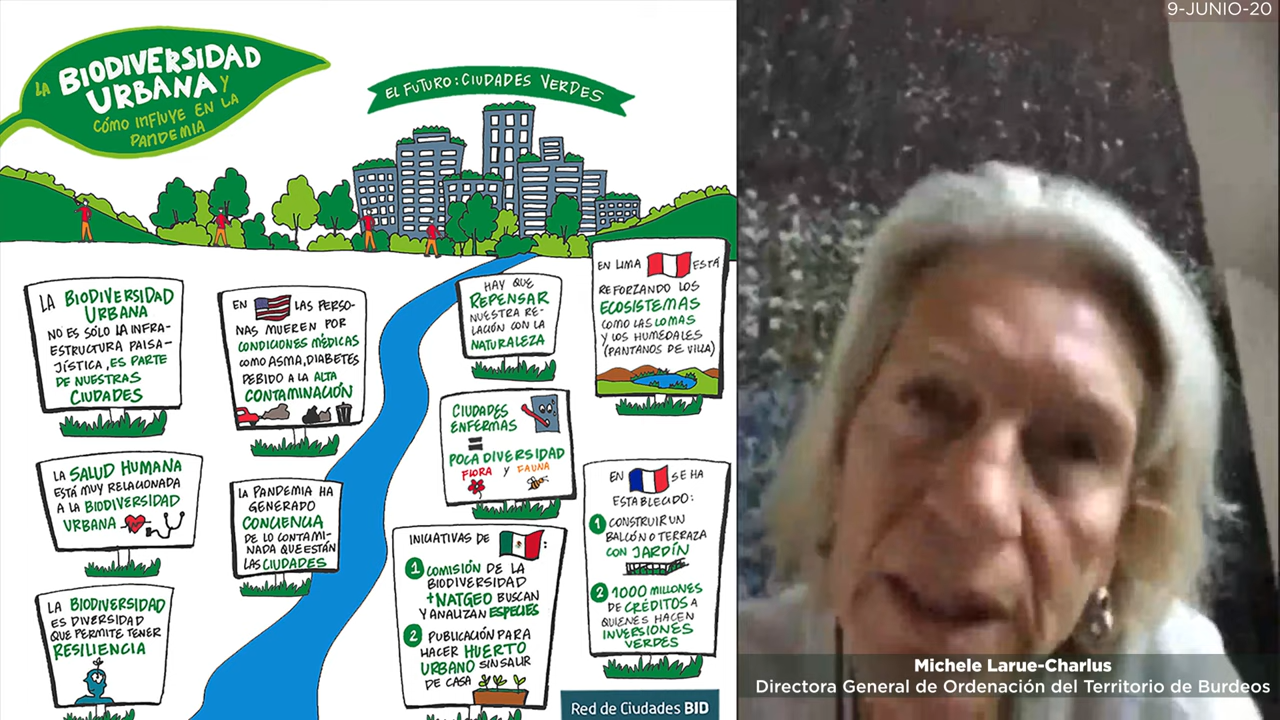 9-JUNIO-20
LA
BIODIVERSIDAD
URBANA Y
CÓMO INFLUYE EN LA
PANDEMIA
EL FUTURO: CIUDADES VERDES
LA BIODIVERSIDAD
URBANA
NO ES SÓLO LA INFRA-
ESTRUCTURA PAISA-
JÍSTICA, ES PARTE
DE NUESTRAS
CIUDADES
EN LAS PERSO-
NAS MUEREN POR
CONDICIONES MÉDICAS
COMO ASMA, DIABETES
DEBIDO A LA ALTA
CONTAMINACIÓN
HAY QUE
REPENSAR
NUESTRA RE-
LACIÓN CON LA
NATURALEZA
EN LIMA ESTÁ
REFORZANDO LOS
ECOSISTEMAS
COMO LAS LOMAS
Y LOS HUMEDALES
(PANTANOS DE VILLA)
CIUDADES
ENFERMAS
=
POCA DIVERSIDAD
FLORA Y FAUNA
LA SALUD HUMANA
ESTÁ MUY RELACIONADA
A LA BIODIVERSIDAD
URBANA
LA PANDEMIA HA
GENERADO
CONCIENCIA
DE LO CONTAMI-
NADA QUE ESTÁN
LAS CIUDADES
EN SE HA
ESTABLECIDO:
1 CONSTRUIR UN
BALCÓN O TERRAZA
CON JARDÍN
2 1000 MILLONES
DE CRÉDITOS A
QUIENES HACEN
INVERSIONES
VERDES
INICIATIVAS DE :
1 COMISIÓN DE LA
BIODIVERSIDAD
+NATGEO BUSCAN
Y ANALIZAN ESPECIES
2 PUBLICACIÓN PARA
HACER HUERTO
URBANO SIN SALIR
DE CASA
LA BIODIVERSIDAD
ES DIVERSIDAD
QUE PERMITE TENER
RESILIENCIA
Red de Ciudades BID
Michele Larue-Charlus
Directora General de Ordenación del Territorio de Burdeos